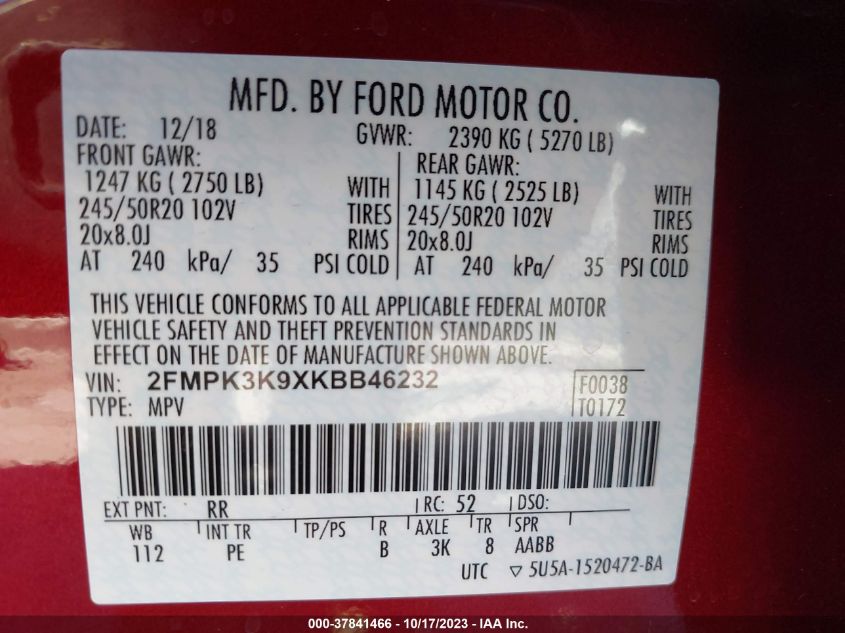 MFD. BY FORD MOTOR CO.
DATE: 12/18 GVWR: 2390 KG ( 5270 LB)
FRONT GAWR: REAR GAWR:
1247 KG ( 2750 LB) WITH 1145 KG ( 2525 LB) WITH
245/50R20 102V TIRES 245/50R20 102V TIRES
20x8.0J RIMS 20x8.0J RIMS
AT 240 kPa/ 35 PSI COLD AT 240 kPa/ 35 PSI COLD
THIS VEHICLE CONFORMS TO ALL APPLICABLE FEDERAL MOTOR
VEHICLE SAFETY AND THEFT PREVENTION STANDARDS IN
EFFECT ON THE DATE OF MANUFACTURE SHOWN ABOVE.
VIN: 2FMPK3K9XKBB46232 F0038
TYPE: MPV T0172
EXT PNT: RR RC: 52 DSO:
WB INT TR TP/PS R AXLE TR SPR
112 PE B 3K 8 AABB
UTC ▽ 5U5A-1520472-BA
000-37841466 - 10/17/2023 - IAA Inc.